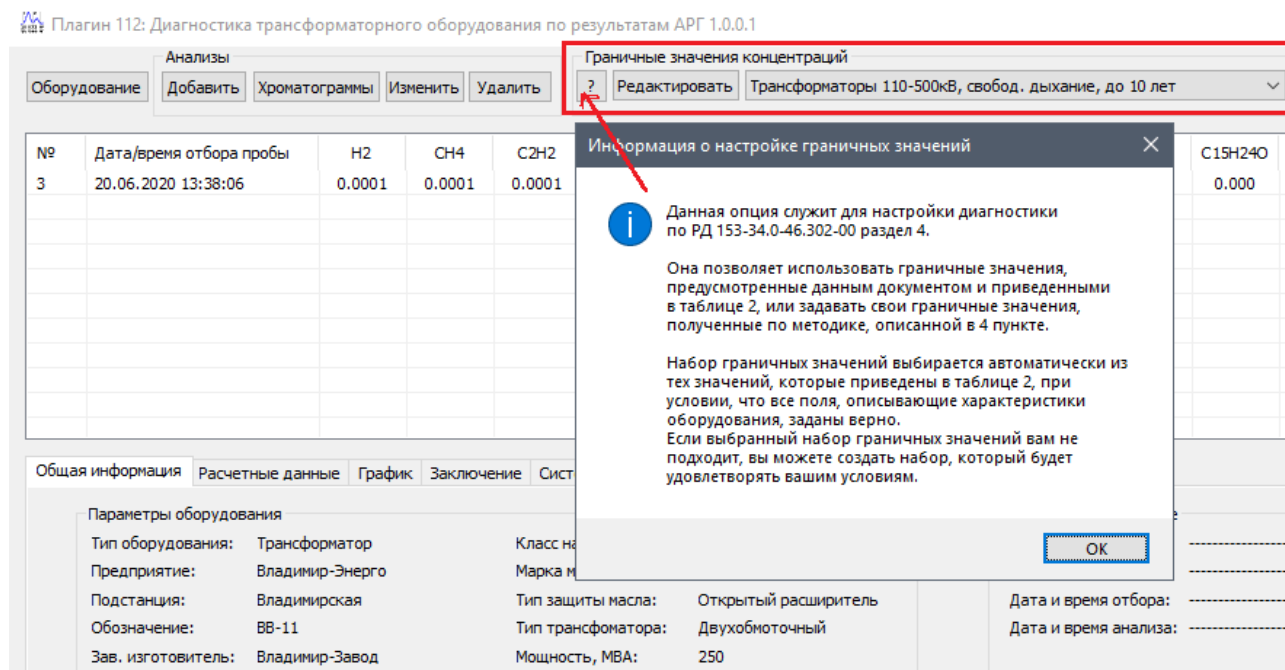 Плагин 112: Диагностика трансформаторного оборудования по результатам АРГ 1.0.0.1
Анализы
Граничные значения концентраций
Оборудование Добавить Хроматограммы Изменить Удалить ? Редактировать Трансформаторы 110-500кВ, свобод. дыхание, до 10 лет
№ Дата/время отбора пробы H2 CH4 C2H2 C15H24O
3 20.06.2020 13:38:06 0.0001 0.0001 0.0001 0.000
Информация о настройке граничных значений
Данная опция служит для настройки диагностики
по РД 153-34.0-46.302-00 раздел 4.
Она позволяет использовать граничные значения,
предусмотренные данным документом и приведенными
в таблице 2, или задавать свои граничные значения,
полученные по методике, описанной в 4 пункте.
Набор граничных значений выбирается автоматически из
тех значений, которые приведены в таблице 2, при
условии, что все поля, описывающие характеристики
оборудования, заданы верно.
Если выбранный набор граничных значений вам не
подходит, вы можете создать набор, который будет
удовлетворять вашим условиям.
OK
Общая информация Расчетные данные График Заключение Сист
Параметры оборудования
Тип оборудования: Трансформатор Класс на
Предприятие: Владимир-Энерго Марка м
Подстанция: Владимирская Тип защиты масла: Открытый расширитель Дата и время отбора: ----------------
Обозначение: ВВ-11 Тип трансфоматора: Двухобмоточный Дата и время анализа: ----------------
Зав. изготовитель: Владимир-Завод Мощность, МВА: 250